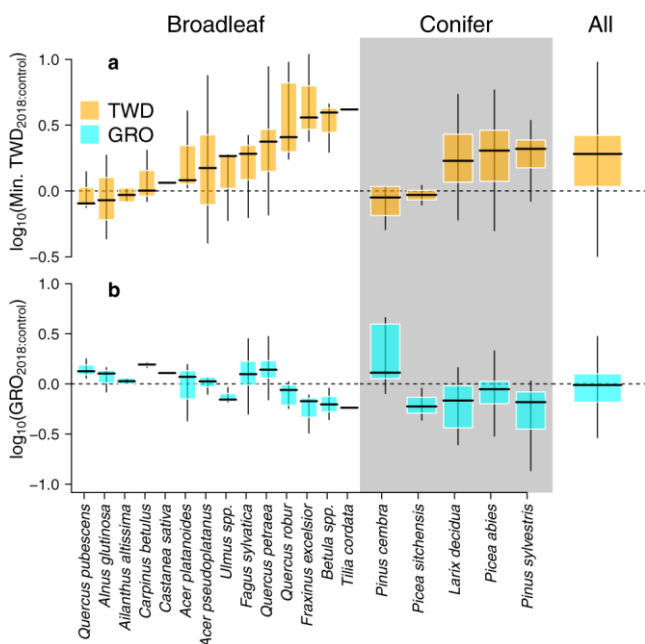 Broadleaf
Conifer
All
a
TWD
GRO
log10(Min. TWD2018:control)
1.0
0.5
0.0
−0.5
b
log10(GRO2018:control)
1.0
0.5
0.0
−0.5
−1.0
Quercus pubescens
Alnus glutinosa
Ailanthus altissima
Carpinus betulus
Castanea sativa
Acer platanoides
Acer pseudoplatanus
Ulmus spp.
Fagus sylvatica
Quercus petraea
Quercus robur
Fraxinus excelsior
Betula spp.
Tilia cordata
Pinus cembra
Picea sitchensis
Larix decidua
Picea abies
Pinus sylvestris